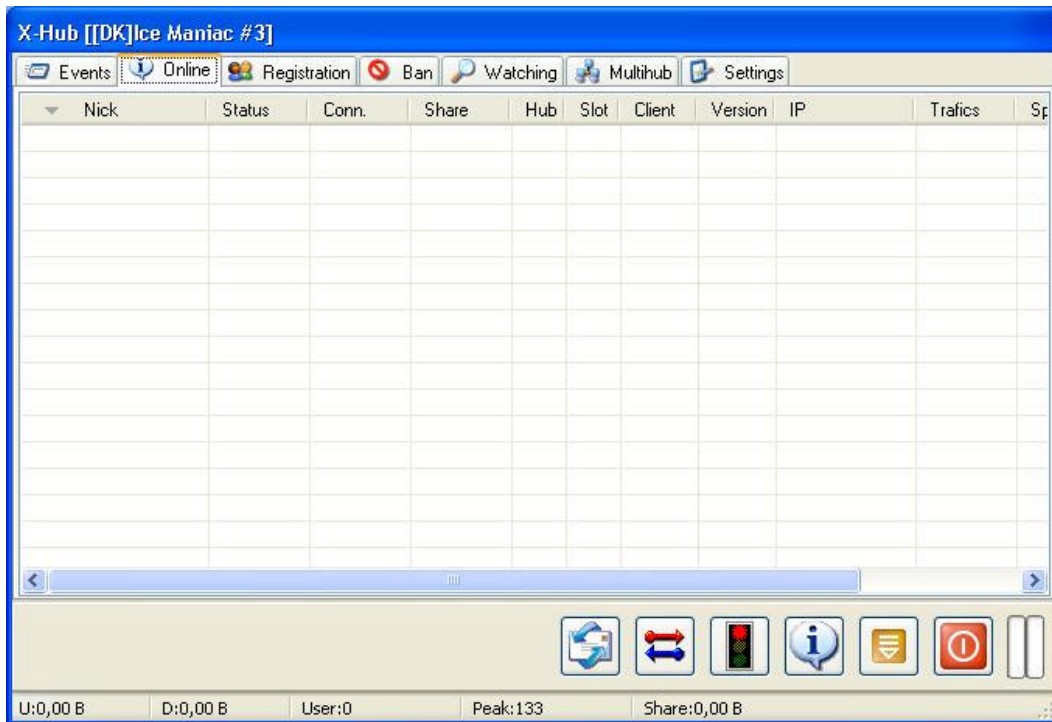 X-Hub [[DK]Ice Maniac #3]
Events Online Registration Ban Watching Multihub Settings
Nick Status Conn. Share Hub Slot Client Version IP Trafics
U:0,00 B D:0,00 B User:0 Peak:133 Share:0,00 B